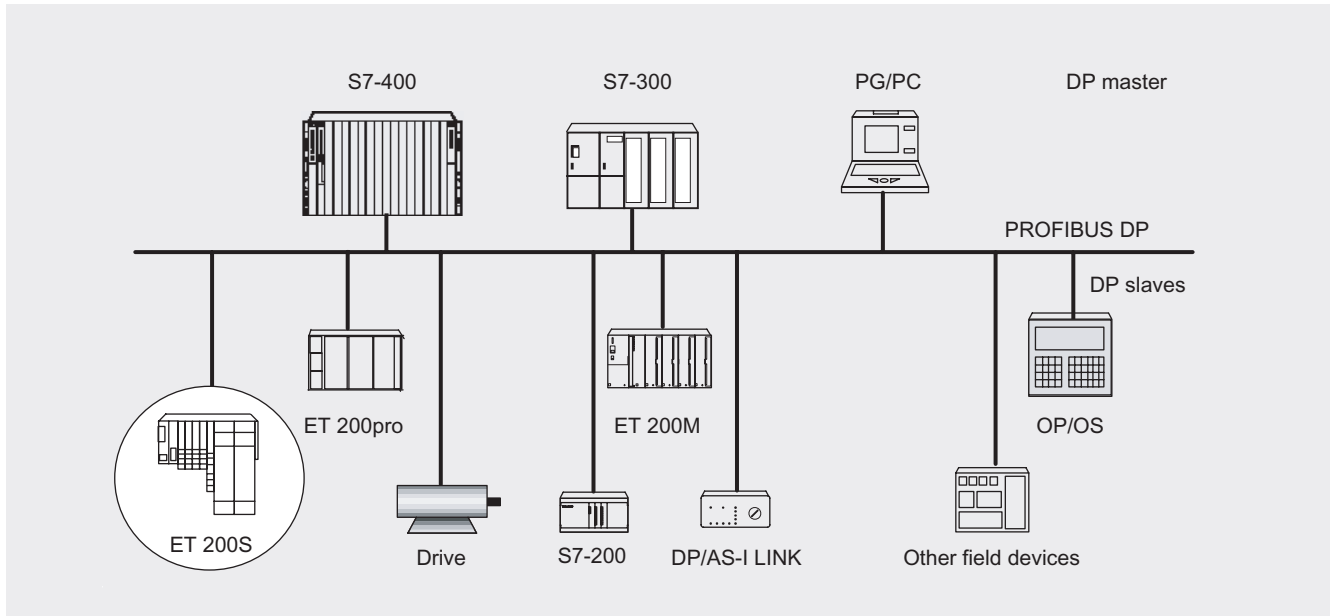 S7-400
S7-300
PG/PC
DP master
PROFIBUS DP
DP slaves
ET 200pro
ET 200M
OP/OS
ET 200S
Drive
S7-200
DP/AS-I LINK
Other field devices